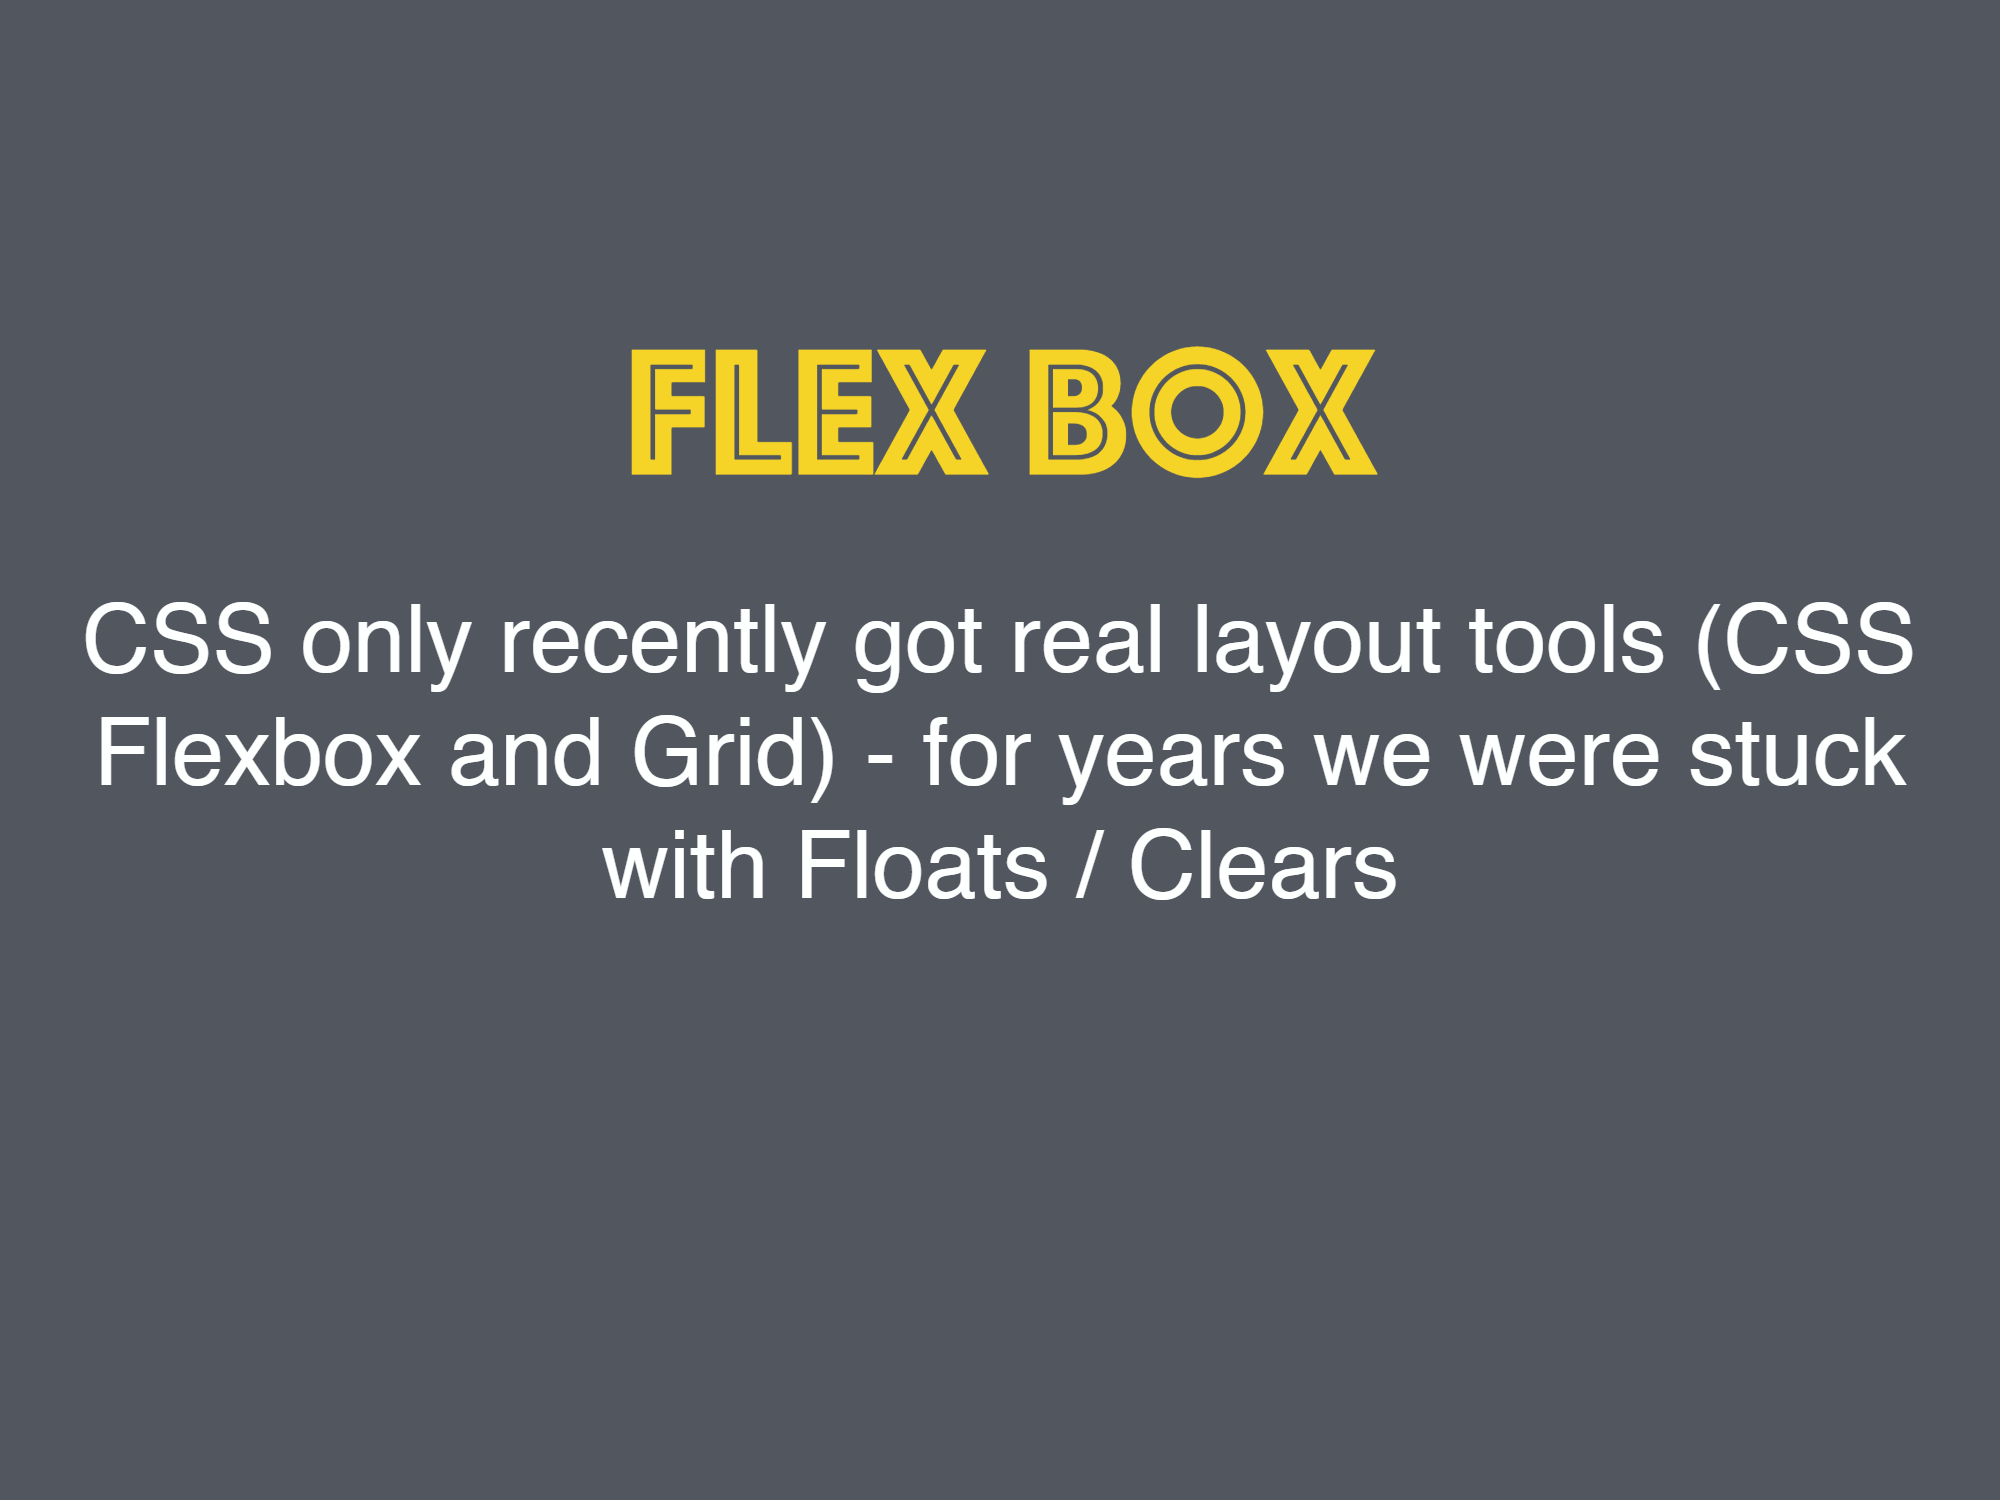 FLEX BOX
CSS only recently got real layout tools (CSS
Flexbox and Grid) - for years we were stuck
with Floats / Clears